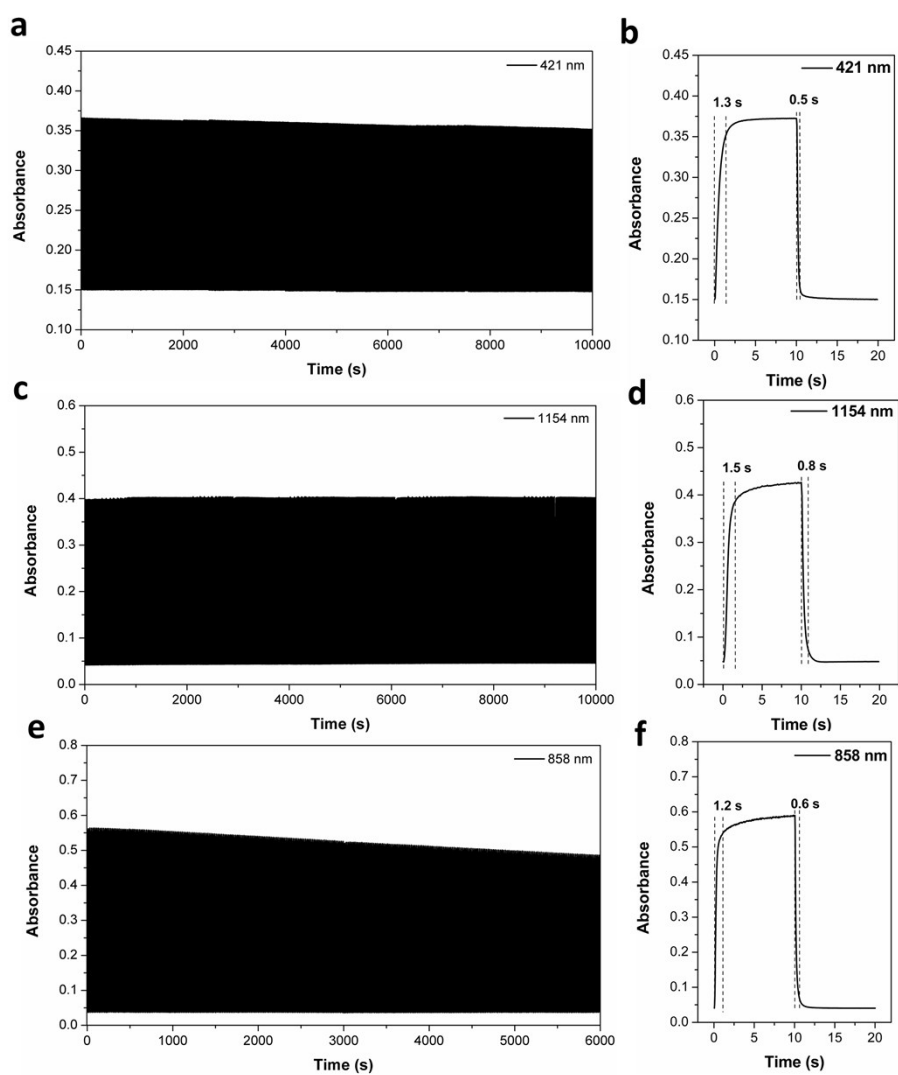 a
421 nm
0.45
0.40
0.35
0.30
0.25
0.20
0.15
0.10
Absorbance
0 2000 4000 6000 8000 10000
Time (s)
b
421 nm
1.3 s 0.5 s
0.45
0.40
0.35
0.30
0.25
0.20
0.15
0.10
Absorbance
0 5 10 15 20
Time (s)
c
1154 nm
0.6
0.5
0.4
0.3
0.2
0.1
0.0
Absorbance
0 2000 4000 6000 8000 10000
Time (s)
d
1154 nm
1.5 s 0.8 s
0.6
0.5
0.4
0.3
0.2
0.1
0.0
Absorbance
0 5 10 15 20
Time (s)
e
858 nm
0.8
0.7
0.6
0.5
0.4
0.3
0.2
0.1
0.0
Absorbance
0 1000 2000 3000 4000 5000 6000
Time (s)
f
858 nm
1.2 s 0.6 s
0.8
0.7
0.6
0.5
0.4
0.3
0.2
0.1
0.0
Absorbance
0 5 10 15 20
Time (s)